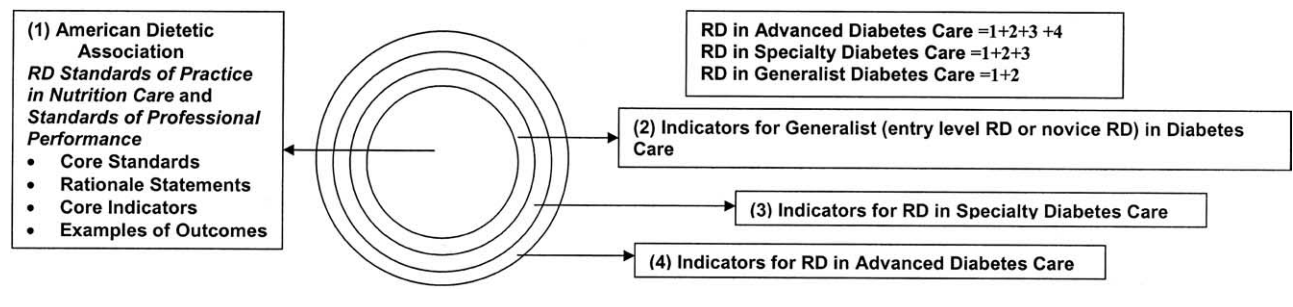 (1) American Dietetic
Association
RD Standards of Practice
in Nutrition Care and
Standards of Professional
Performance
• Core Standards
• Rationale Statements
• Core Indicators
• Examples of Outcomes
RD in Advanced Diabetes Care =1+2+3 +4
RD in Specialty Diabetes Care =1+2+3
RD in Generalist Diabetes Care =1+2
(2) Indicators for Generalist (entry level RD or novice RD) in Diabetes
Care
(3) Indicators for RD in Specialty Diabetes Care
(4) Indicators for RD in Advanced Diabetes Care